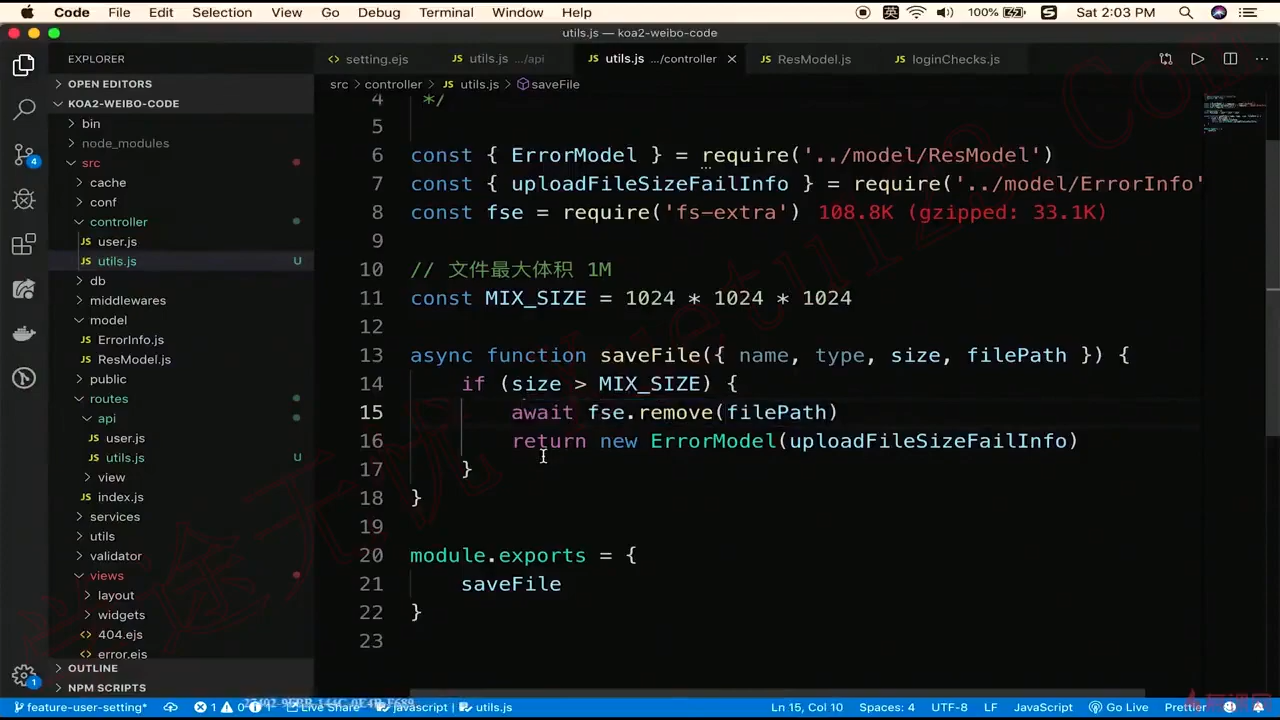 Code File Edit Selection View Go Debug Terminal Window Help 英 100% Sat 2:03 PM
utils.js — koa2-weibo-code
EXPLORER
setting.ejs utils.js .../api utils.js .../controller ResModel.js loginChecks.js
OPEN EDITORS
src controller utils.js saveFile
KOA2-WEIBO-CODE
bin
node_modules
src
cache
conf
controller
user.js
utils.js U
db
middlewares
model
ErrorInfo.js
ResModel.js
public
routes
api
user.js
utils.js U
view
index.js
services
utils
validator
views
layout
widgets
404.ejs
error.ejs
OUTLINE
NPM SCRIPTS
4 */
5
6 const { ErrorModel } = require('../model/ResModel')
7 const { uploadFileSizeFailInfo } = require('../model/ErrorInfo'
8 const fse = require('fs-extra') 108.8K (gzipped: 33.1K)
9
10 // 文件最大体积 1M
11 const MIX_SIZE = 1024 * 1024 * 1024
12
13 async function saveFile({ name, type, size, filePath }) {
14 if (size > MIX_SIZE) {
15 await fse.remove(filePath)
16 return new ErrorModel(uploadFileSizeFailInfo)
17 }
18 }
19
20 module.exports = {
21 saveFile
22 }
23
4
1
feature-user-setting* 1 0 1 Live Share javascript utils.js Ln 15, Col 10 Spaces: 4 UTF-8 LF JavaScript Go Live Prettier